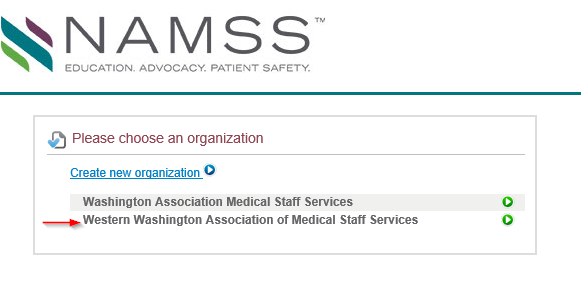 NAMSS™
EDUCATION. ADVOCACY. PATIENT SAFETY.
Please choose an organization
Create new organization
Washington Association Medical Staff Services
Western Washington Association of Medical Staff Services